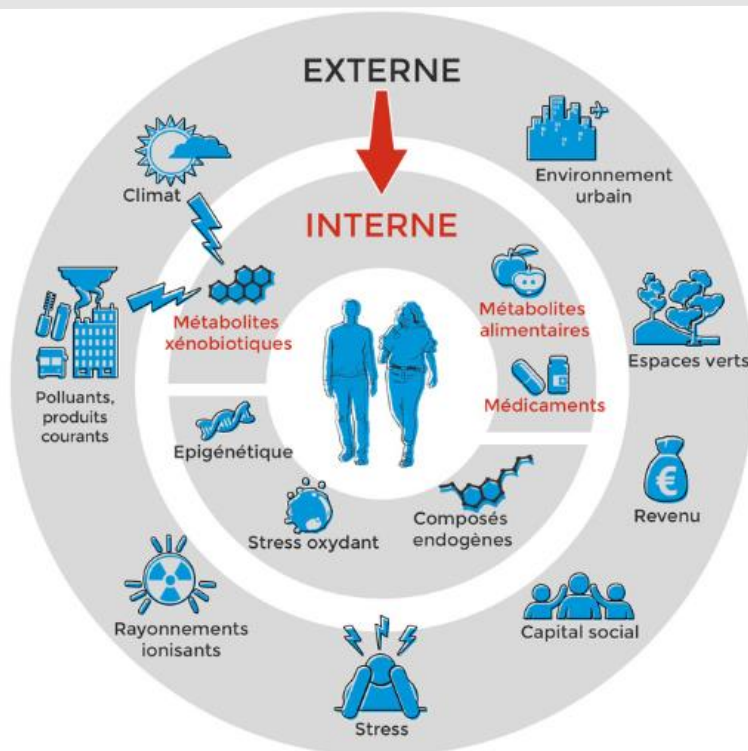 EXTERNE
Climat
Environnement
urbain
INTERNE
Métabolites
xénobiotiques
Métabolites
alimentaires
Espaces verts
Polluants,
produits
courants
Médicaments
Epigénétique
Stress oxydant
Composés
endogènes
€
Revenu
Rayonnements
ionisants
Capital social
Stress